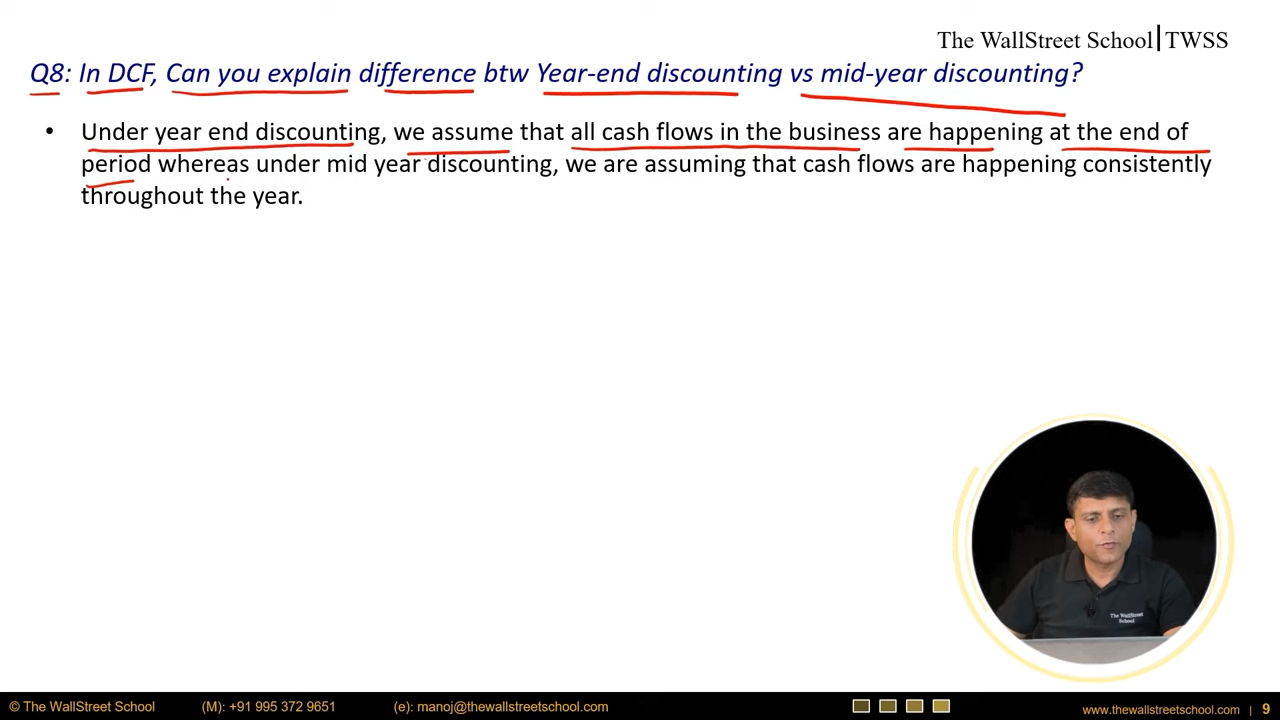 The WallStreet School|TWSS
Q8: In DCF, Can you explain difference btw Year-end discounting vs mid-year discounting?
• Under year end discounting, we assume that all cash flows in the business are happening at the end of
period whereas under mid year discounting, we are assuming that cash flows are happening consistently
throughout the year.
The WallStreet
School
© The WallStreet School (M): +91 995 372 9651 (e): manoj@thewallstreetschool.com www.thewallstreetschool.com | 9